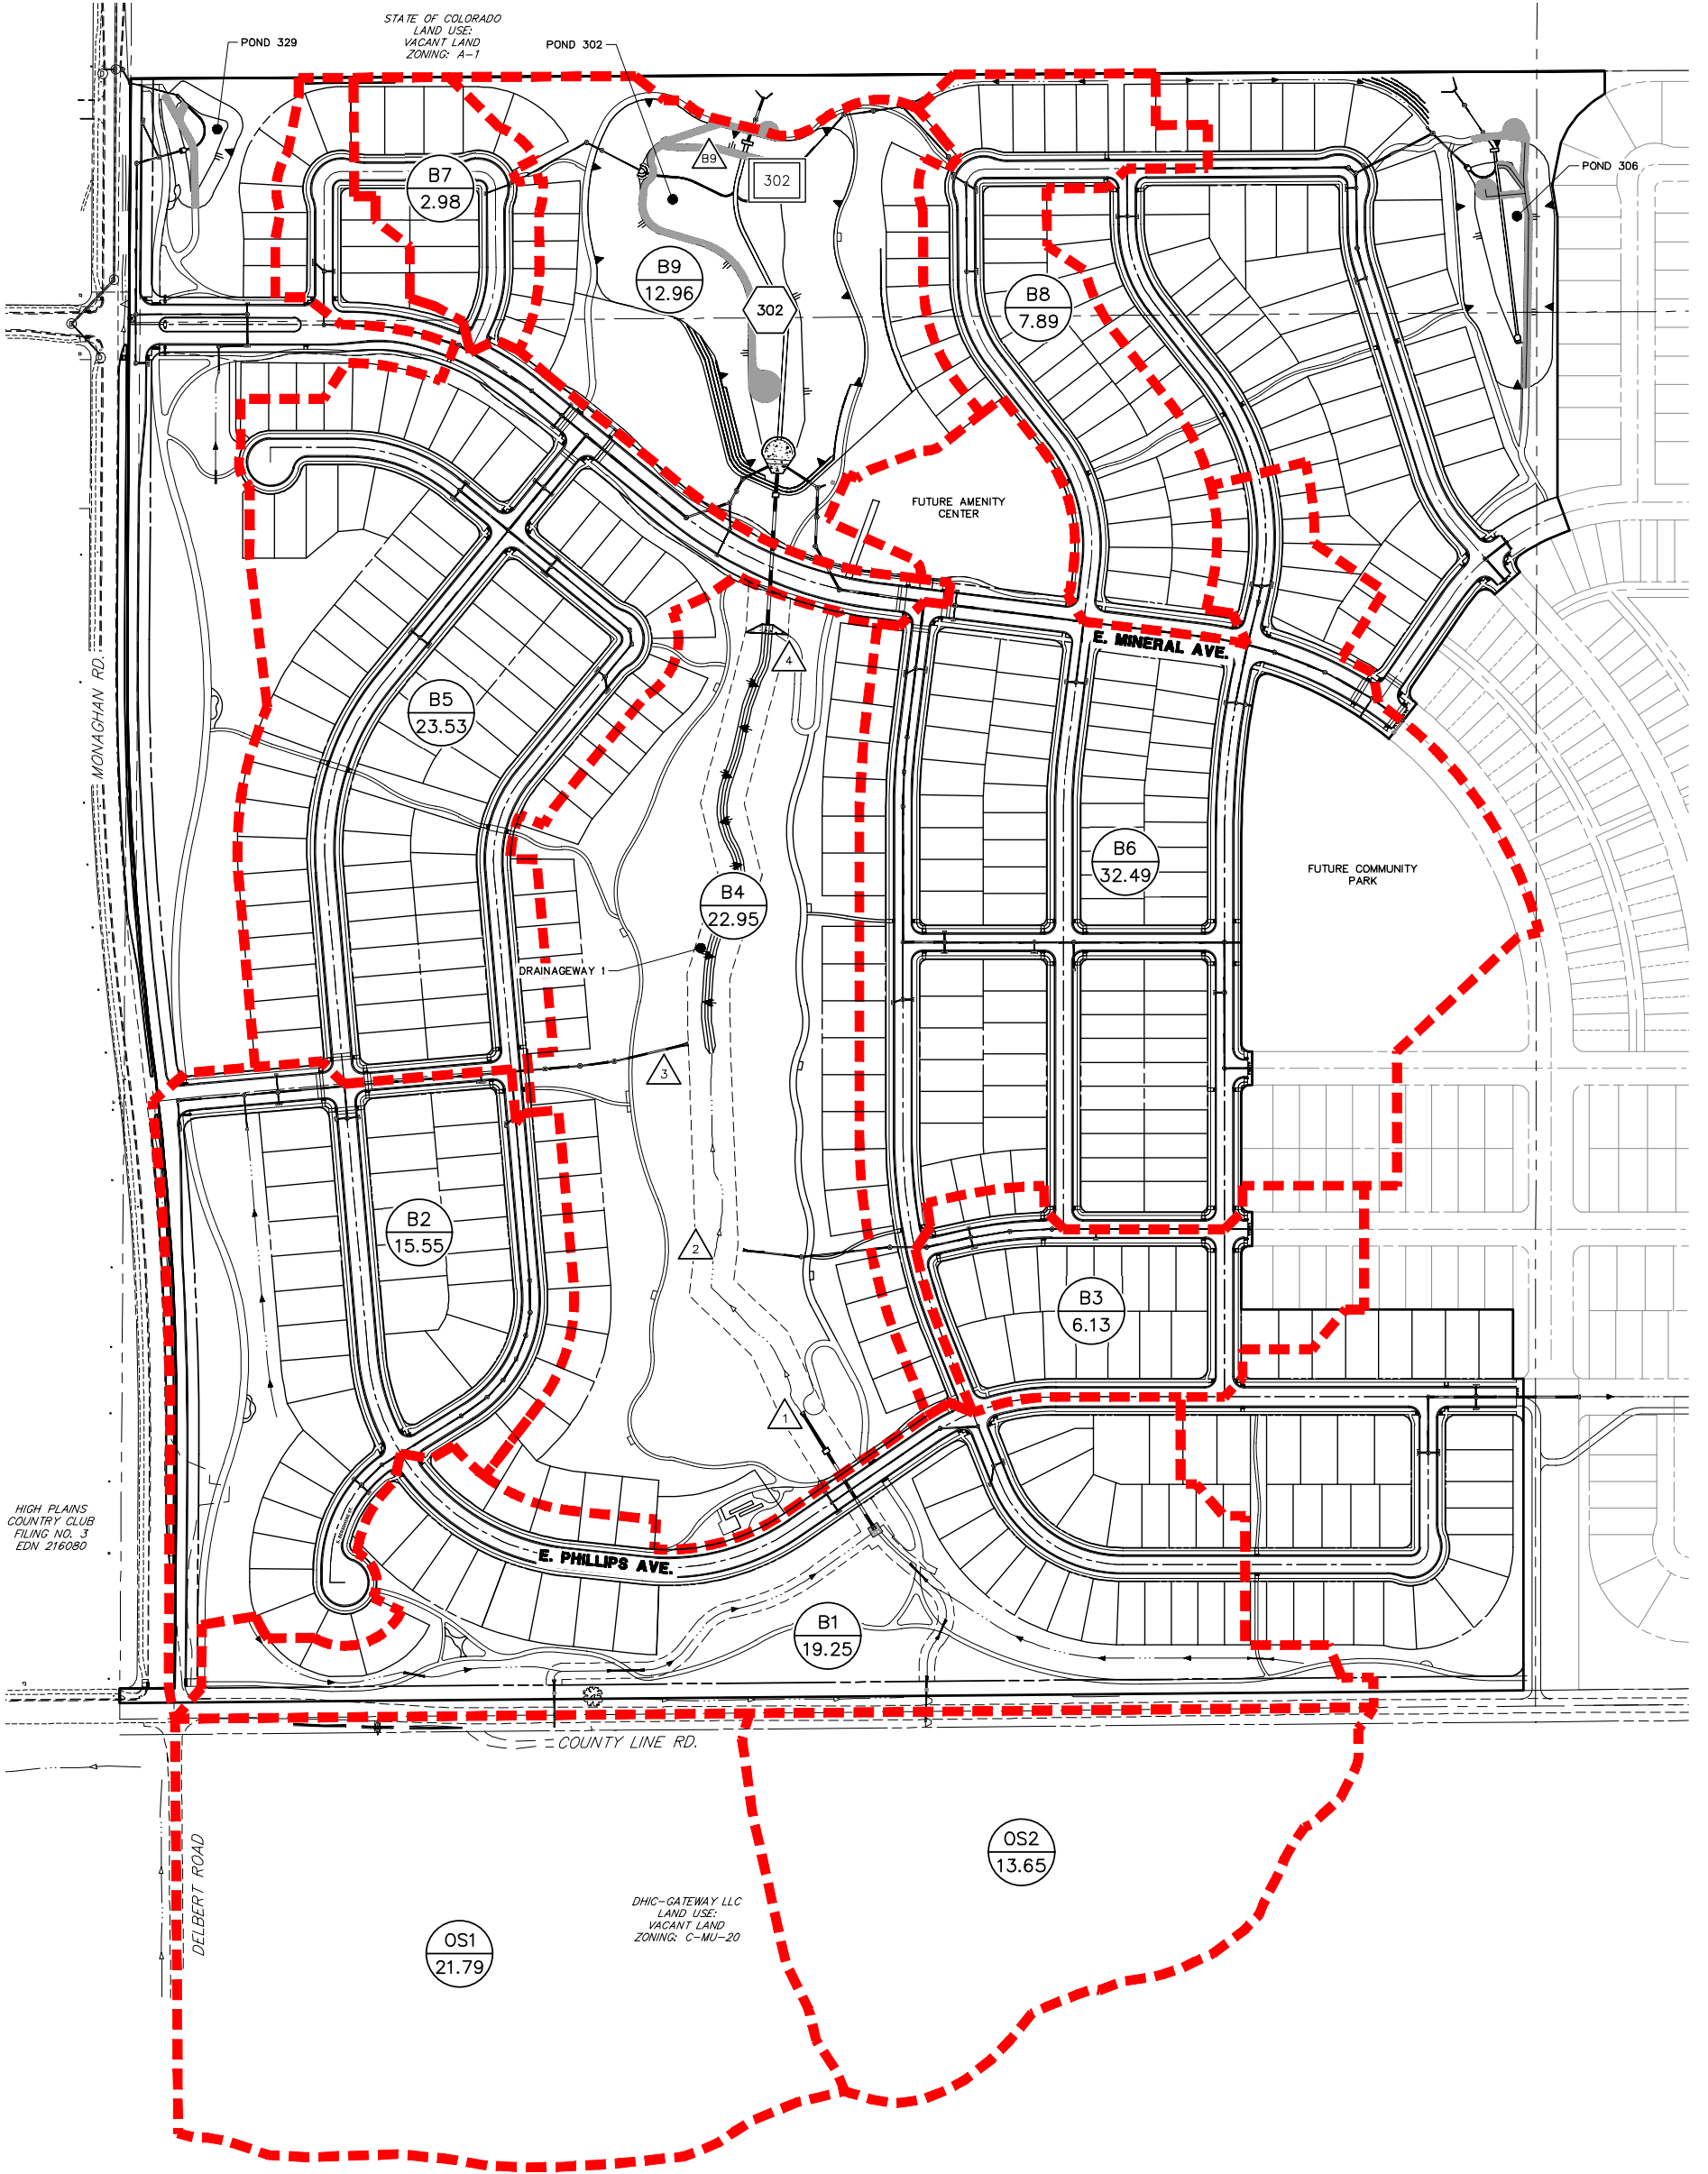 STATE OF COLORADO
LAND USE:
VACANT LAND
ZONING: A-1
POND 329
POND 302
B9
302
POND 306
B7
2.98
B9
12.96
302
B8
7.89
FUTURE AMENITY
CENTER
E. MINERAL AVE.
4
MONAGHAN RD.
B5
23.53
B6
32.49
FUTURE COMMUNITY
PARK
B4
22.95
DRAINAGEWAY 1
3
B2
15.55
2
B3
6.13
1
HIGH PLAINS
COUNTRY CLUB
FILING NO. 3
EDN 216080
E. PHILLIPS AVE.
B1
19.25
COUNTY LINE RD.
DELBERT ROAD
OS2
13.65
DHIC-GATEWAY LLC
LAND USE:
VACANT LAND
ZONING: C-MU-20
OS1
21.79